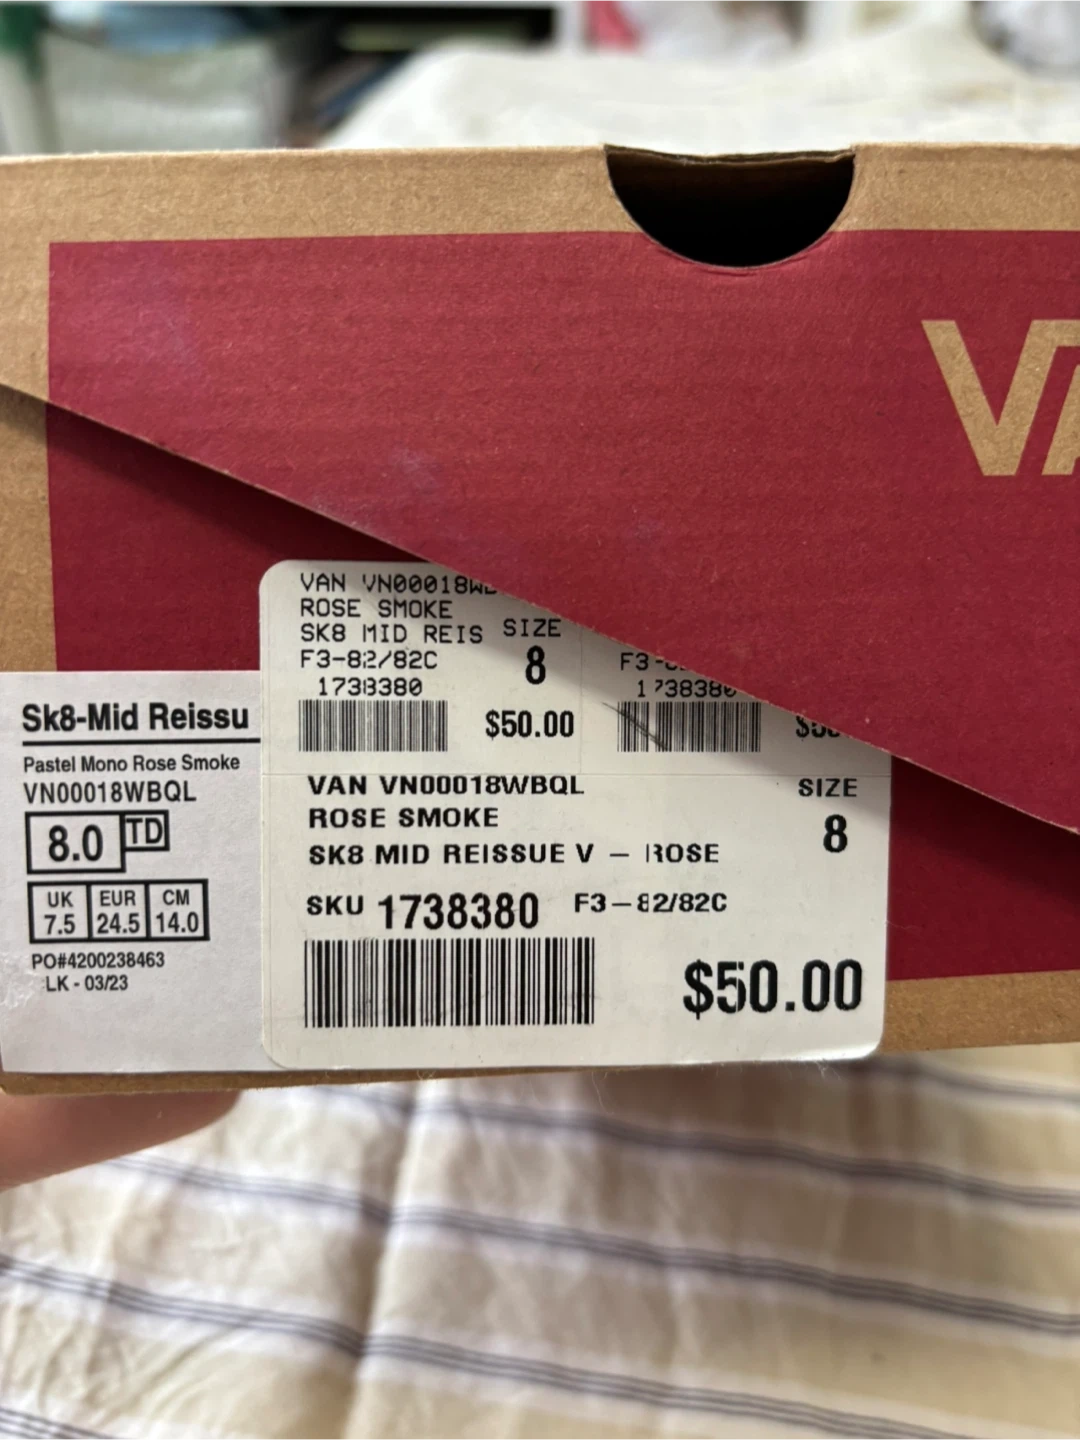 VA
VAN VN00018WB
ROSE SMOKE
SK8 MID REIS SIZE
F3-82/82C 8
1738380
$50.00
F3-8
1738380
Sk8-Mid Reissu
Pastel Mono Rose Smoke
VN00018WBQL
8.0 TD
UK EUR CM
7.5 24.5 14.0
PO#4200238463
LK - 03/23
VAN VN00018WBQL SIZE
ROSE SMOKE 8
SK8 MID REISSUE V – ROSE
SKU 1738380 F3-82/82C
$50.00